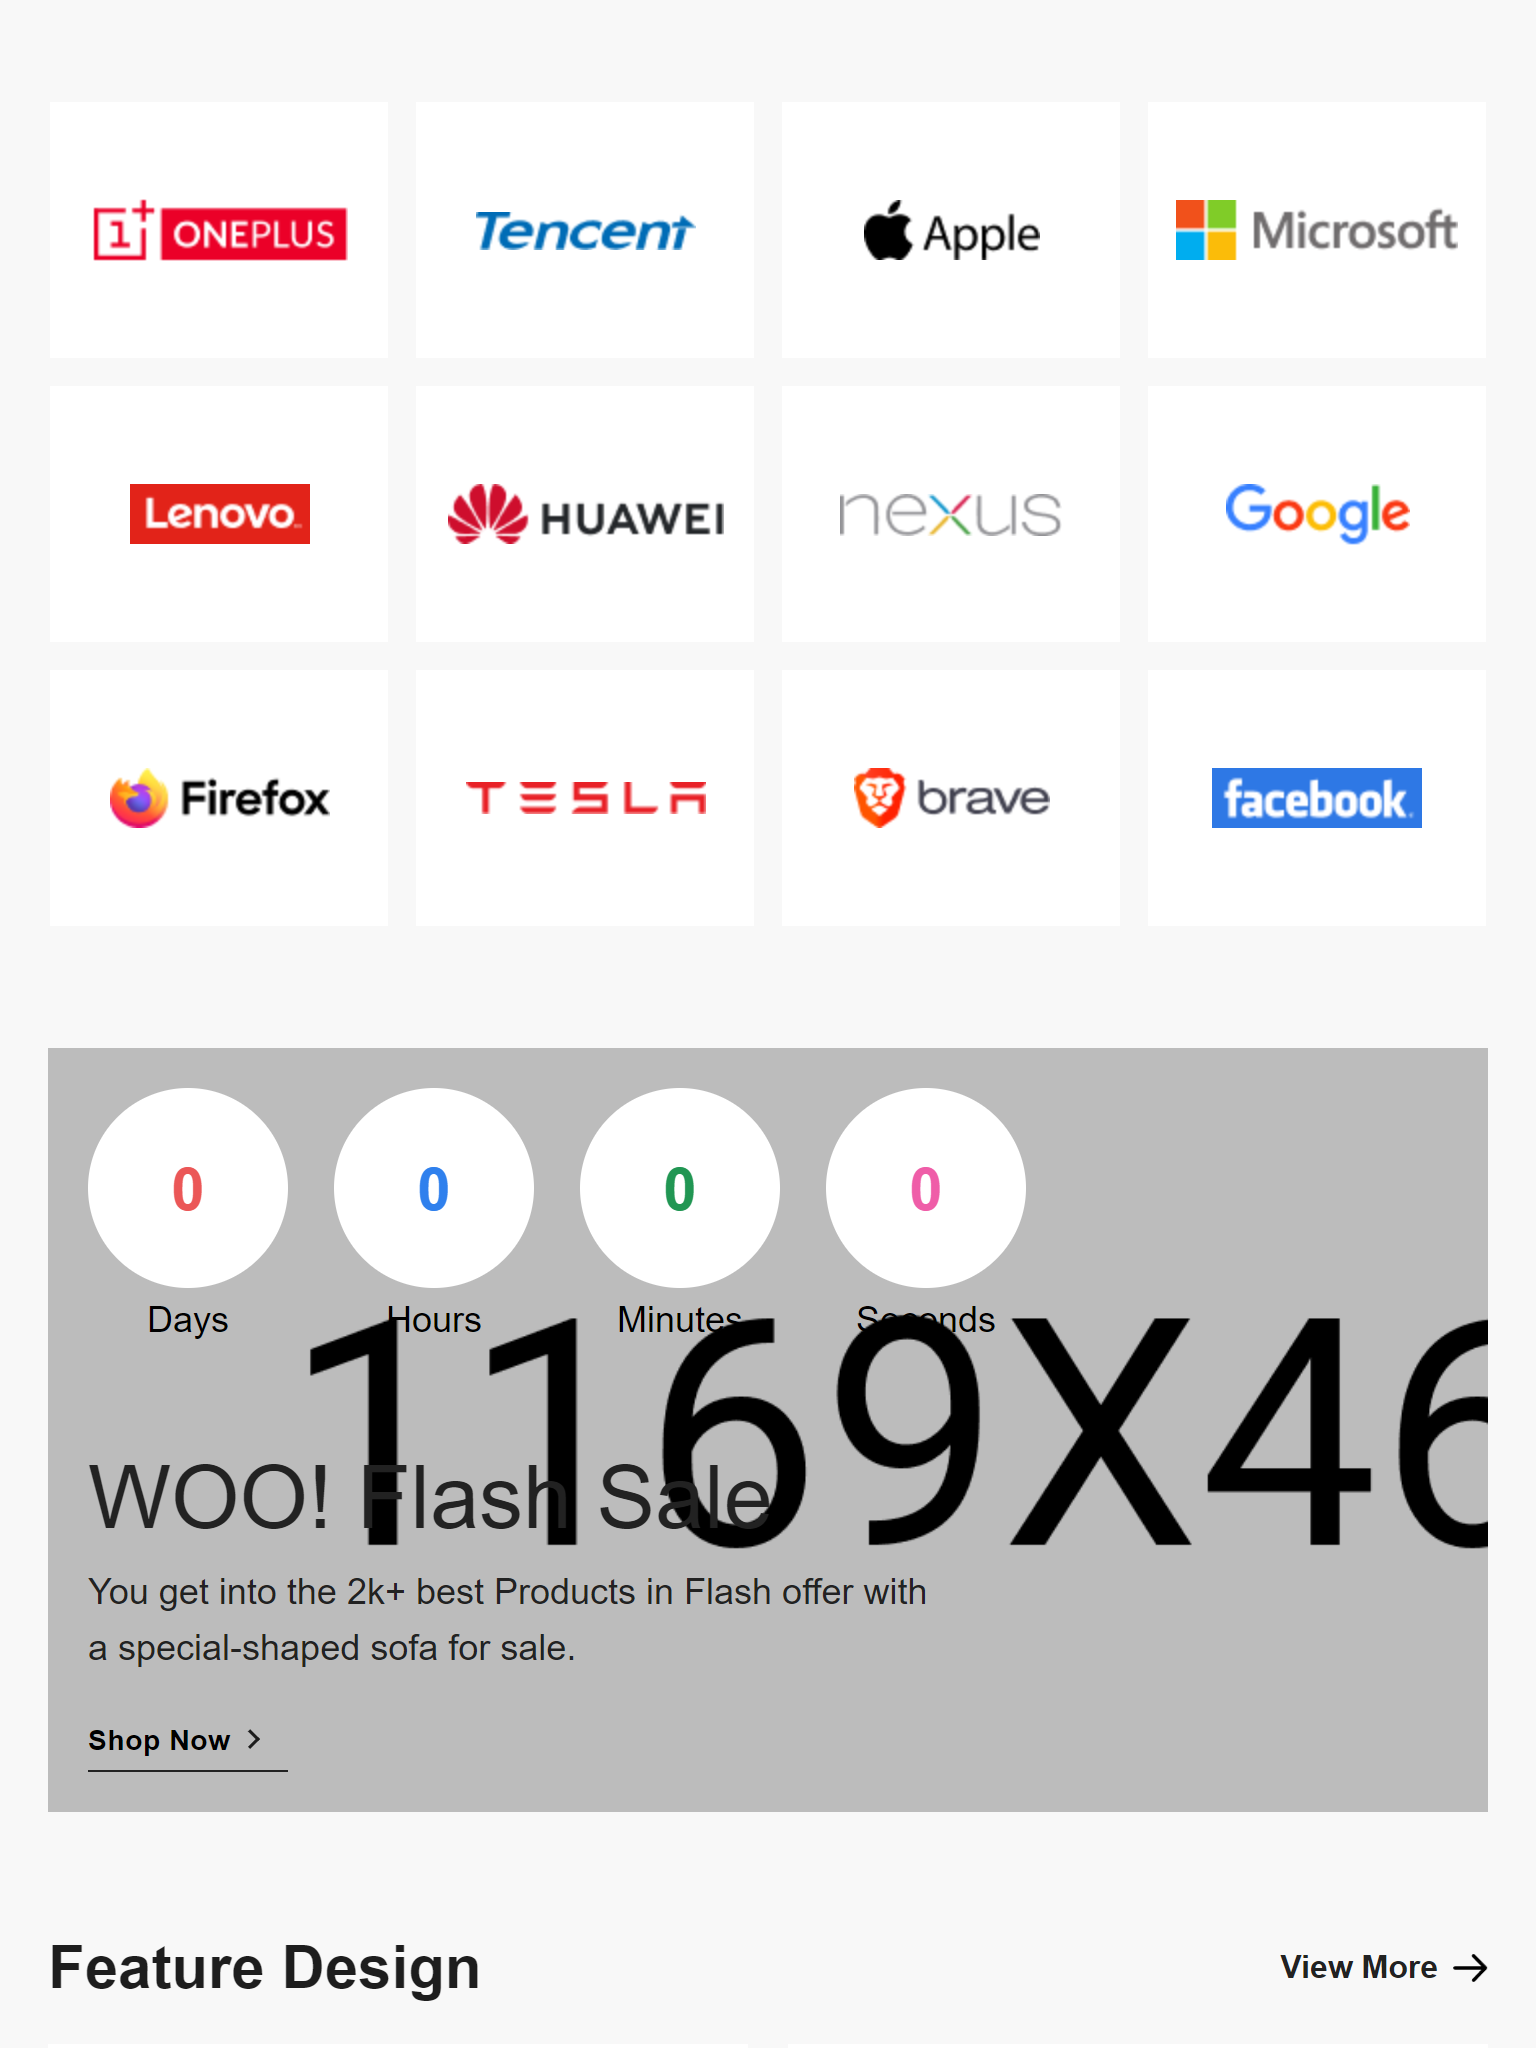 1+ ONEPLUS
Tencent
Apple
Microsoft
Lenovo
HUAWEI
nexus
Google
Firefox
TESLA
brave
facebook
0 0 0 0
Days Hours Minutes Seconds
1169X46
WOO! Flash Sale
You get into the 2k+ best Products in Flash offer with
a special-shaped sofa for sale.
Shop Now
Feature Design
View More